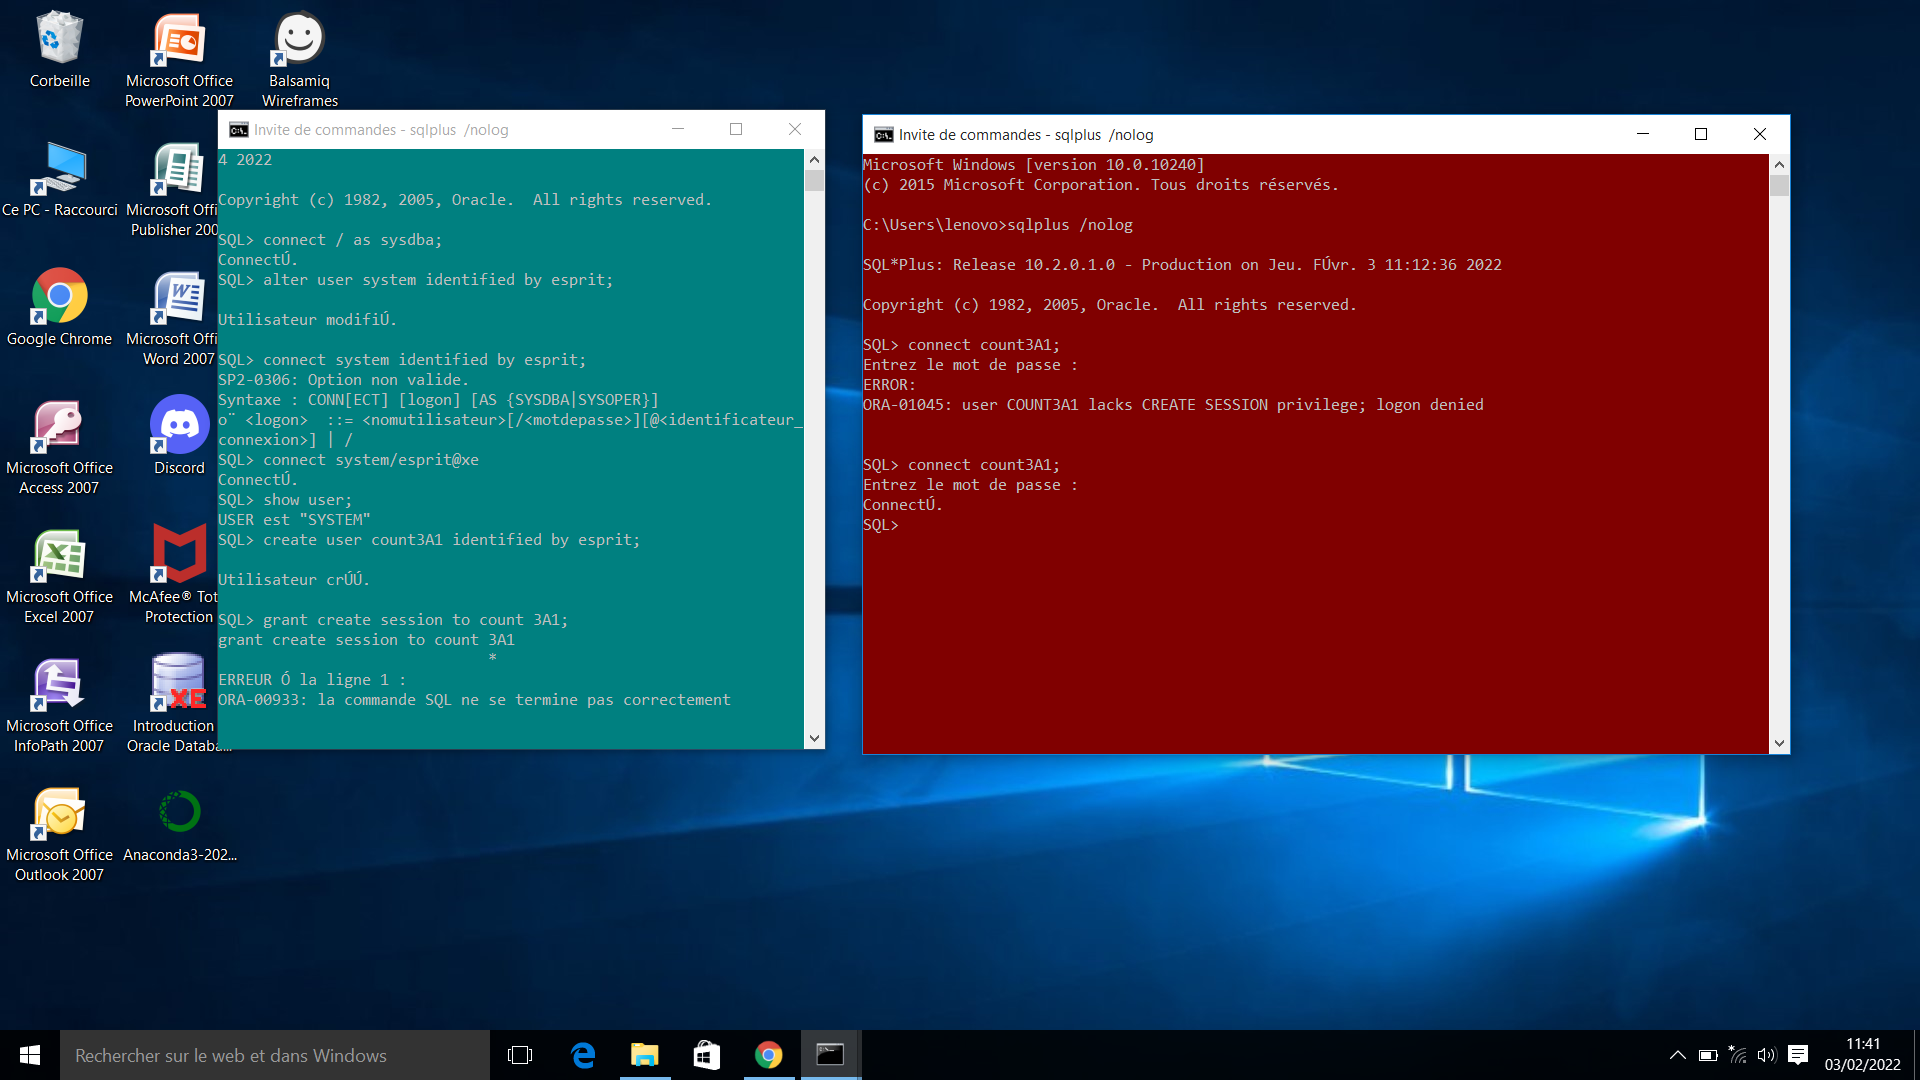 Corbeille
Microsoft Office
PowerPoint 2007
Balsamiq
Wireframes
Ce PC - Raccourci
Microsoft Offi
Publisher 200
Google Chrome
Microsoft Offi
Word 2007
Microsoft Office
Access 2007
Discord
Microsoft Office
Excel 2007
McAfee® Tot
Protection
Microsoft Office
InfoPath 2007
XE
Introduction
Oracle Databa...
Microsoft Office
Outlook 2007
Anaconda3-202...
Invite de commandes - sqlplus  /nolog
4 2022
Copyright (c) 1982, 2005, Oracle.  All rights reserved.
SQL> connect / as sysdba;
ConnectÚ.
SQL> alter user system identified by esprit;
Utilisateur modifiÚ.
SQL> connect system identified by esprit;
SP2-0306: Option non valide.
Syntaxe : CONN[ECT] [logon] [AS {SYSDBA|SYSOPER}]
o¨ <logon>  ::= <nomutilisateur>[/<motdepasse>][@<identificateur_
connexion>] | /
SQL> connect system/esprit@xe
ConnectÚ.
SQL> show user;
USER est "SYSTEM"
SQL> create user count3A1 identified by esprit;
Utilisateur crÚÚ.
SQL> grant create session to count 3A1;
grant create session to count 3A1
*
ERREUR Ó la ligne 1 :
ORA-00933: la commande SQL ne se termine pas correctement
Invite de commandes - sqlplus  /nolog
Microsoft Windows [version 10.0.10240]
(c) 2015 Microsoft Corporation. Tous droits réservés.
C:\Users\lenovo>sqlplus /nolog
SQL*Plus: Release 10.2.0.1.0 - Production on Jeu. FÚvr. 3 11:12:36 2022
Copyright (c) 1982, 2005, Oracle.  All rights reserved.
SQL> connect count3A1;
Entrez le mot de passe :
ERROR:
ORA-01045: user COUNT3A1 lacks CREATE SESSION privilege; logon denied
SQL> connect count3A1;
Entrez le mot de passe :
ConnectÚ.
SQL>
Rechercher sur le web et dans Windows
11:41
03/02/2022